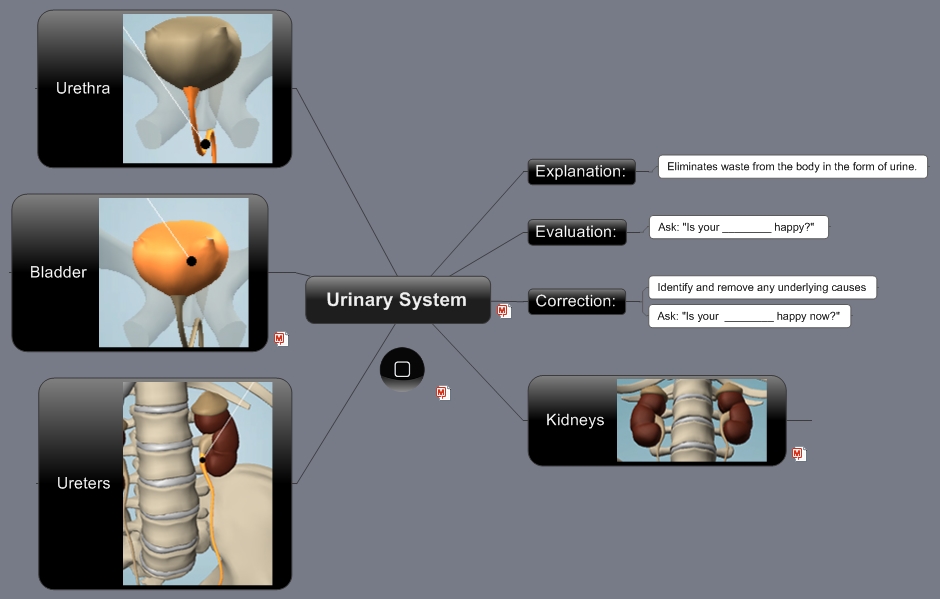 Urethra
Bladder
Ureters
Urinary System
Explanation:
Eliminates waste from the body in the form of urine.
Evaluation:
Ask: "Is your ________ happy?"
Correction:
Identify and remove any underlying causes
Ask: "Is your ________ happy now?"
Kidneys
M
M
M
M